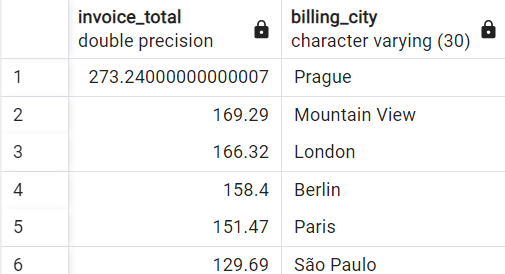 invoice_total billing_city
double precision character varying (30)
1 273.24000000000007 Prague
2 169.29 Mountain View
3 166.32 London
4 158.4 Berlin
5 151.47 Paris
6 129.69 São Paulo